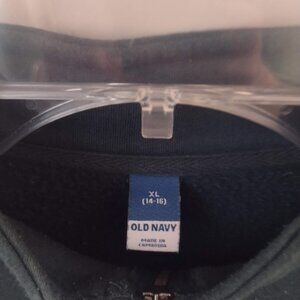 XL
(14-16)
OLD NAVY
MADE IN
CAMBODIA